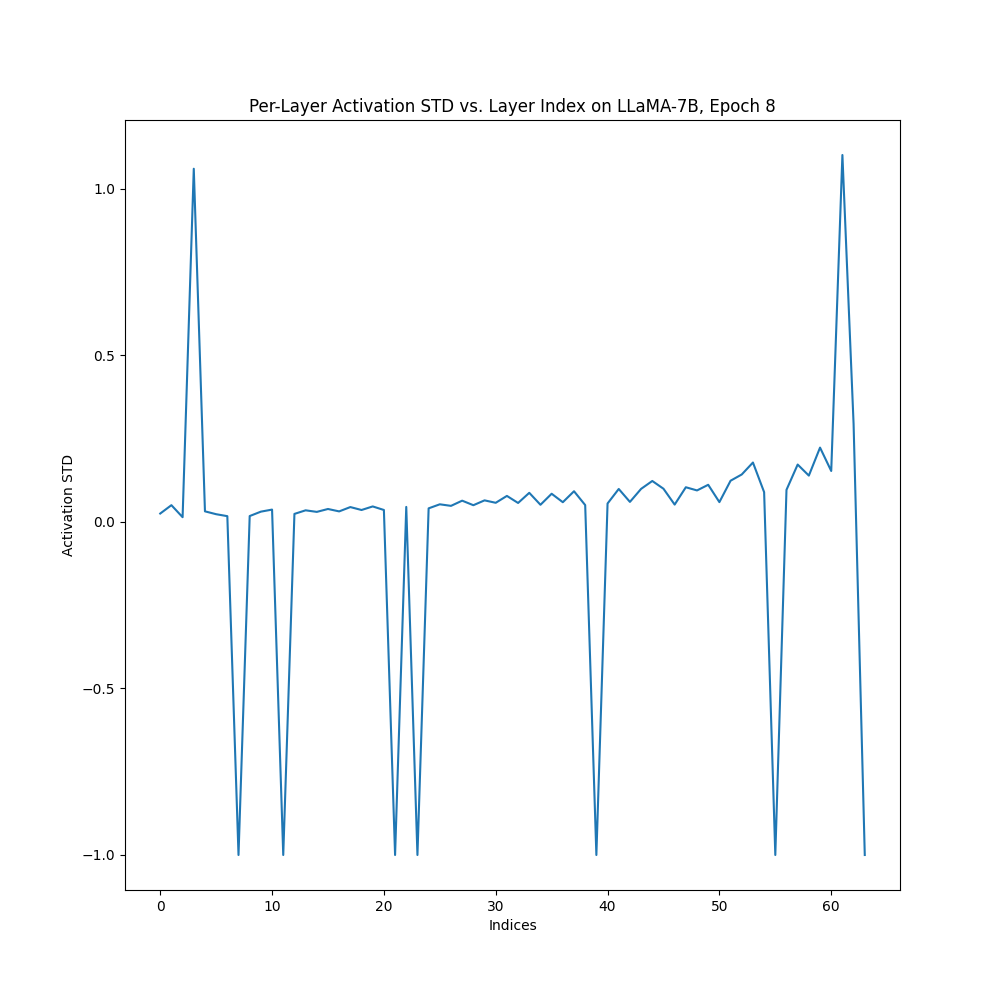 Per-Layer Activation STD vs. Layer Index on LLaMA-7B, Epoch 8
1.0
0.5
0.0
−0.5
−1.0
Activation STD
0 10 20 30 40 50 60
Indices